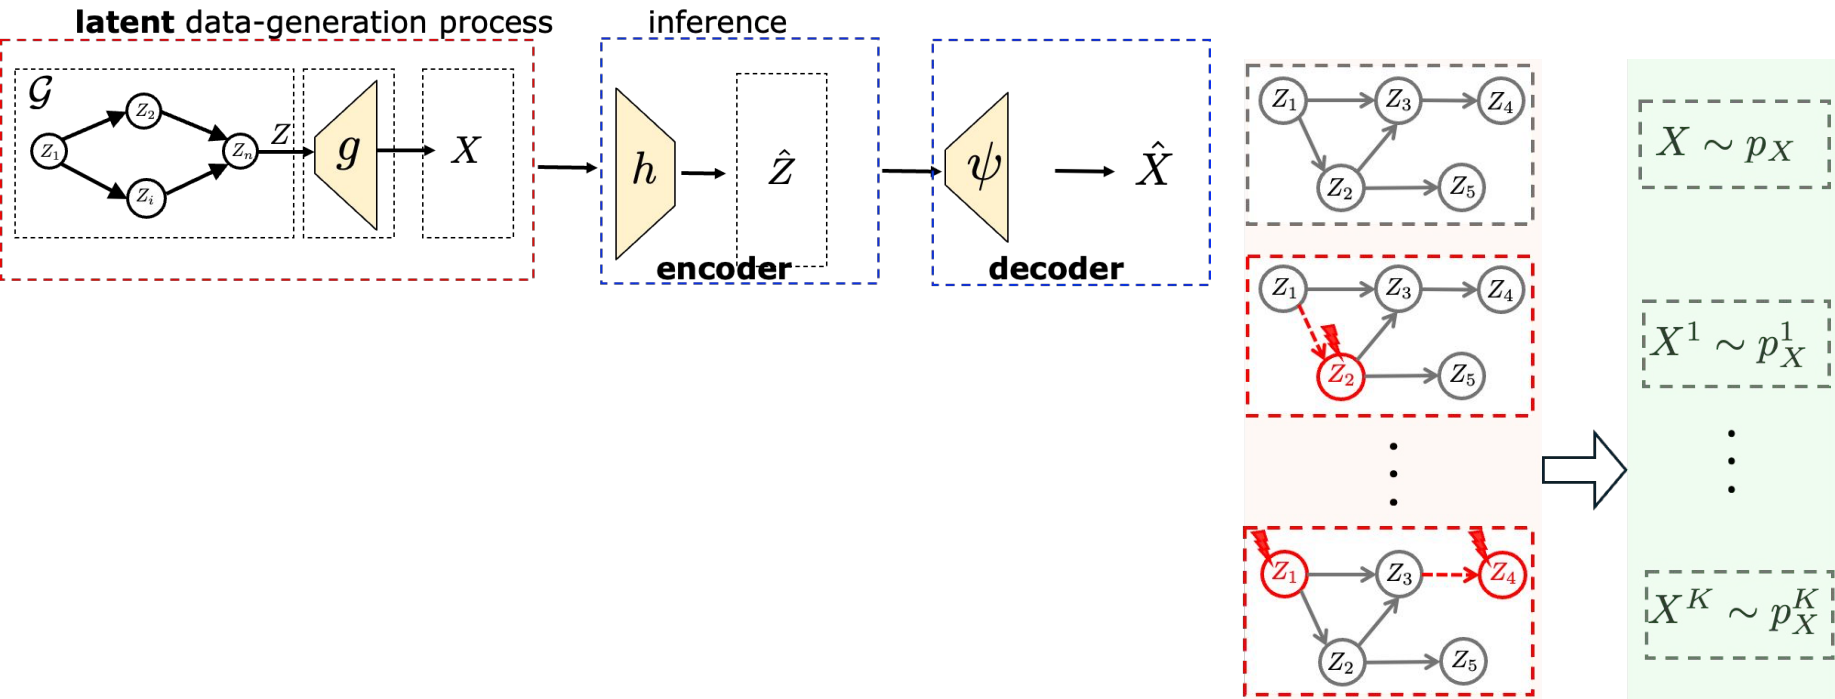 latent data-generation process
inference
𝒢
Z₁
Z₂
Zᵢ
Zₙ
Z
g
X
h
Ẑ
encoder
ψ
X̂
decoder
Z₁ Z₃ Z₄
Z₂ Z₅
Z₁ Z₃ Z₄
Z₂ Z₅
Z₁ Z₃ Z₄
Z₂ Z₅
X ∼ p_X
X¹ ∼ p¹_X
X^K ∼ p^K_X